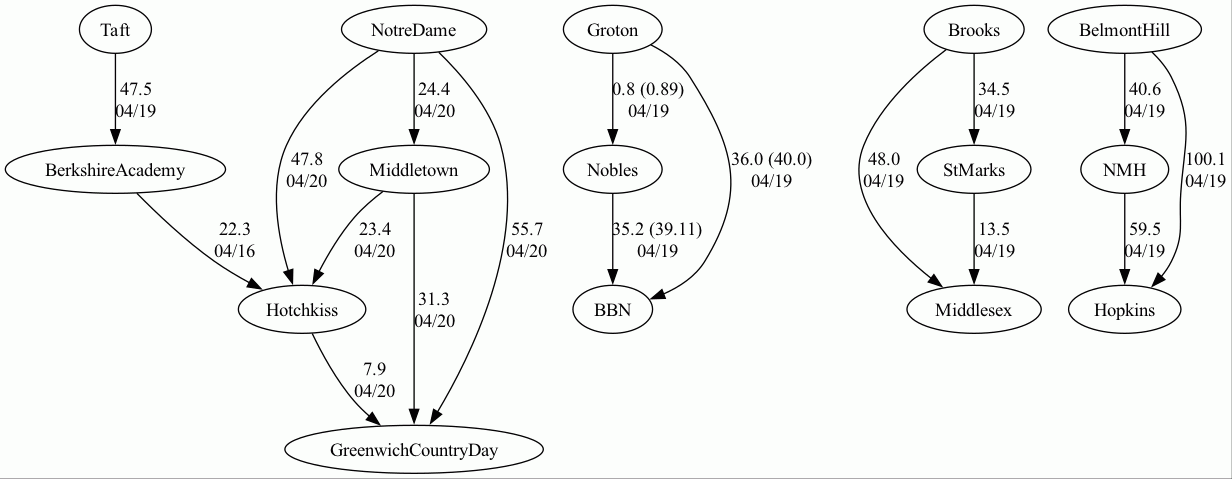 Taft
NotreDame
Groton
Brooks
BelmontHill
47.5
04/19
24.4
04/20
0.8 (0.89)
04/19
34.5
04/19
40.6
04/19
BerkshireAcademy
47.8
04/20
Middletown
Nobles
36.0 (40.0)
04/19
48.0
04/19
StMarks
NMH
100.1
04/19
22.3
04/16
23.4
04/20
55.7
04/20
35.2 (39.11)
04/19
13.5
04/19
59.5
04/19
Hotchkiss
31.3
04/20
BBN
Middlesex
Hopkins
7.9
04/20
GreenwichCountryDay